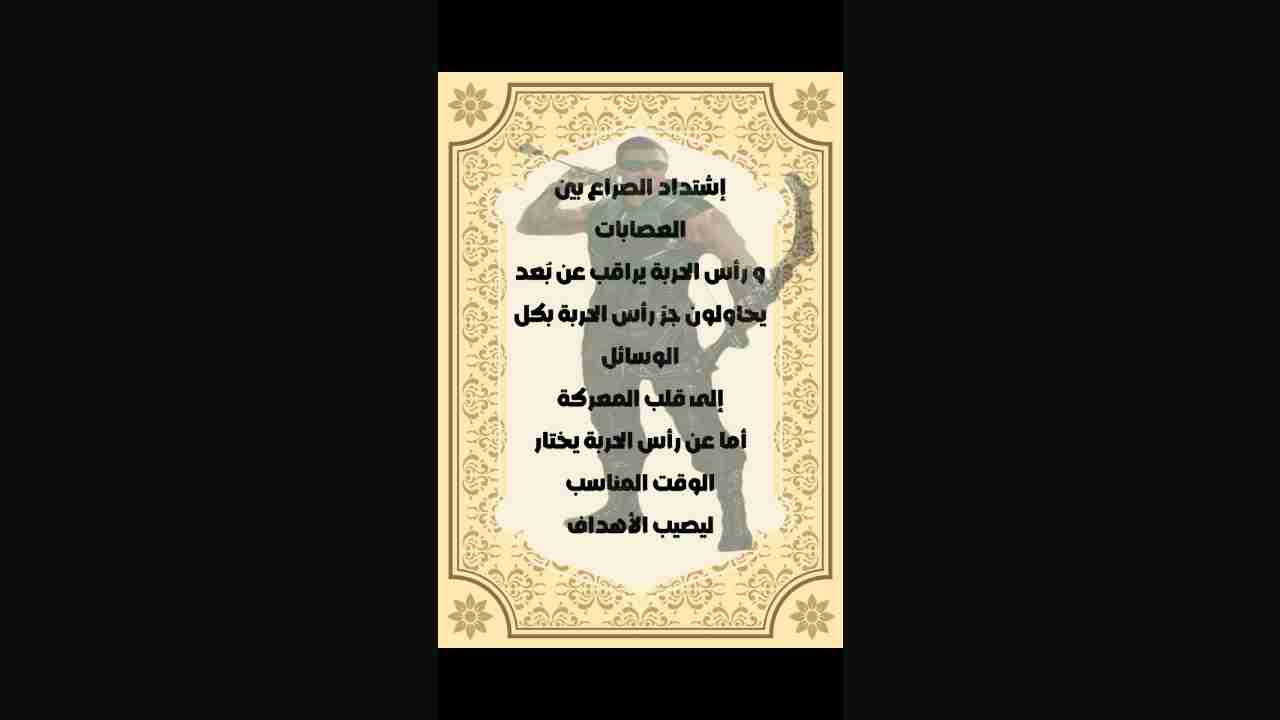 إشتداد الصراع بين
العصابات
و رأس الحربة يراقب عن بُعد
يحاولون جرّ رأس الحربة بكل
الوسائل
إلى قلب المعركة
أما عن رأس الحربة يختار
الوقت المناسب
ليصيب الأهداف